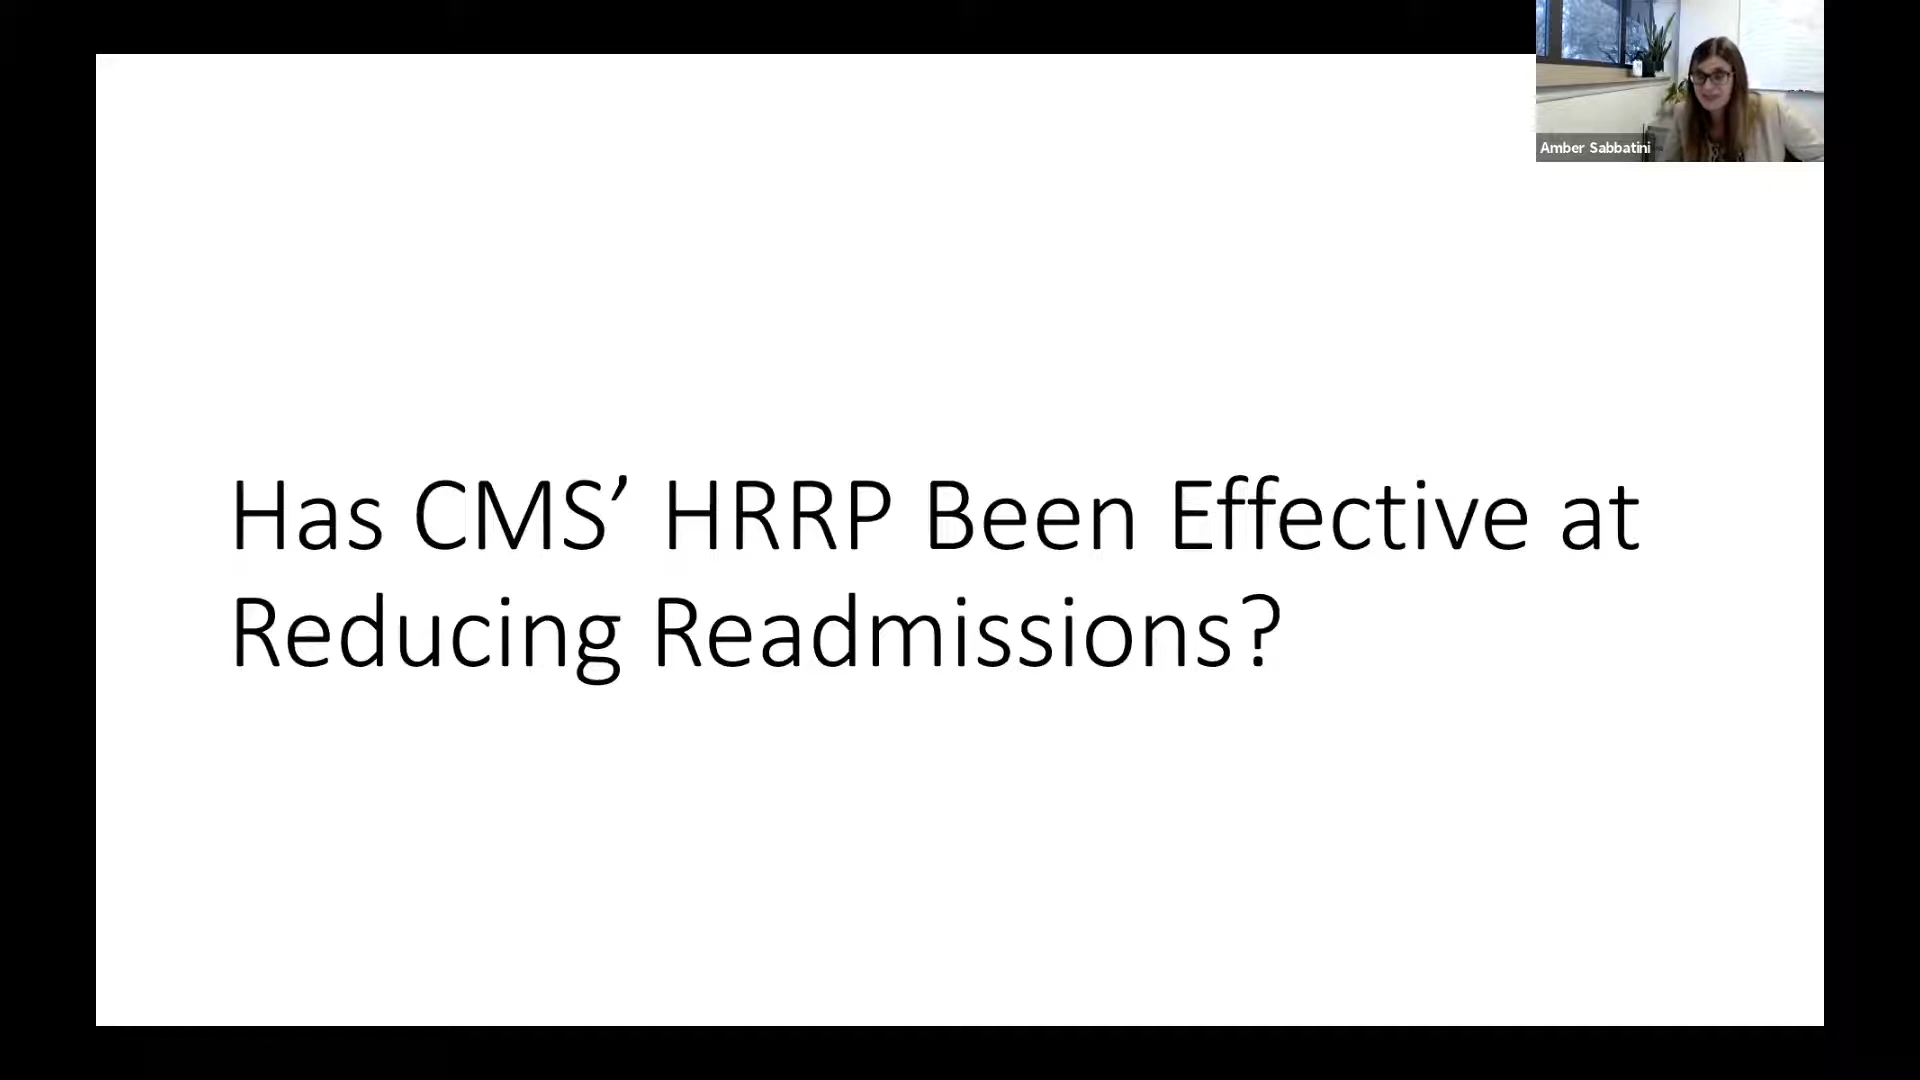 Amber Sabbatini
Has CMS’ HRRP Been Effective at
Reducing Readmissions?